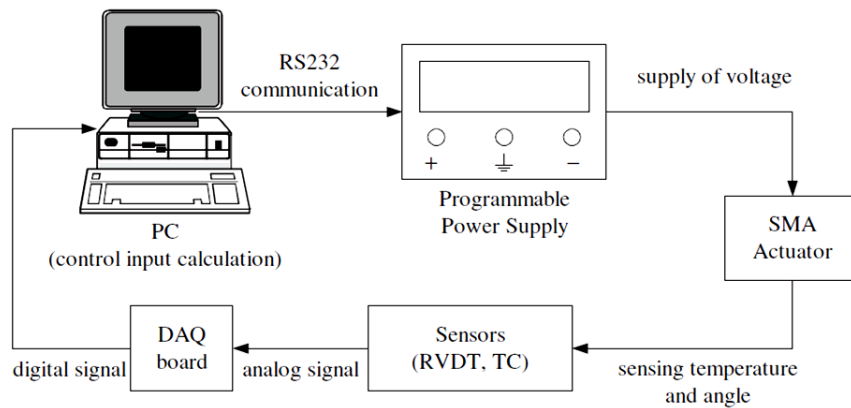 RS232
communication
supply of voltage
+
−
Programmable
Power Supply
PC
(control input calculation)
SMA
Actuator
DAQ
board
Sensors
(RVDT, TC)
digital signal
analog signal
sensing temperature
and angle